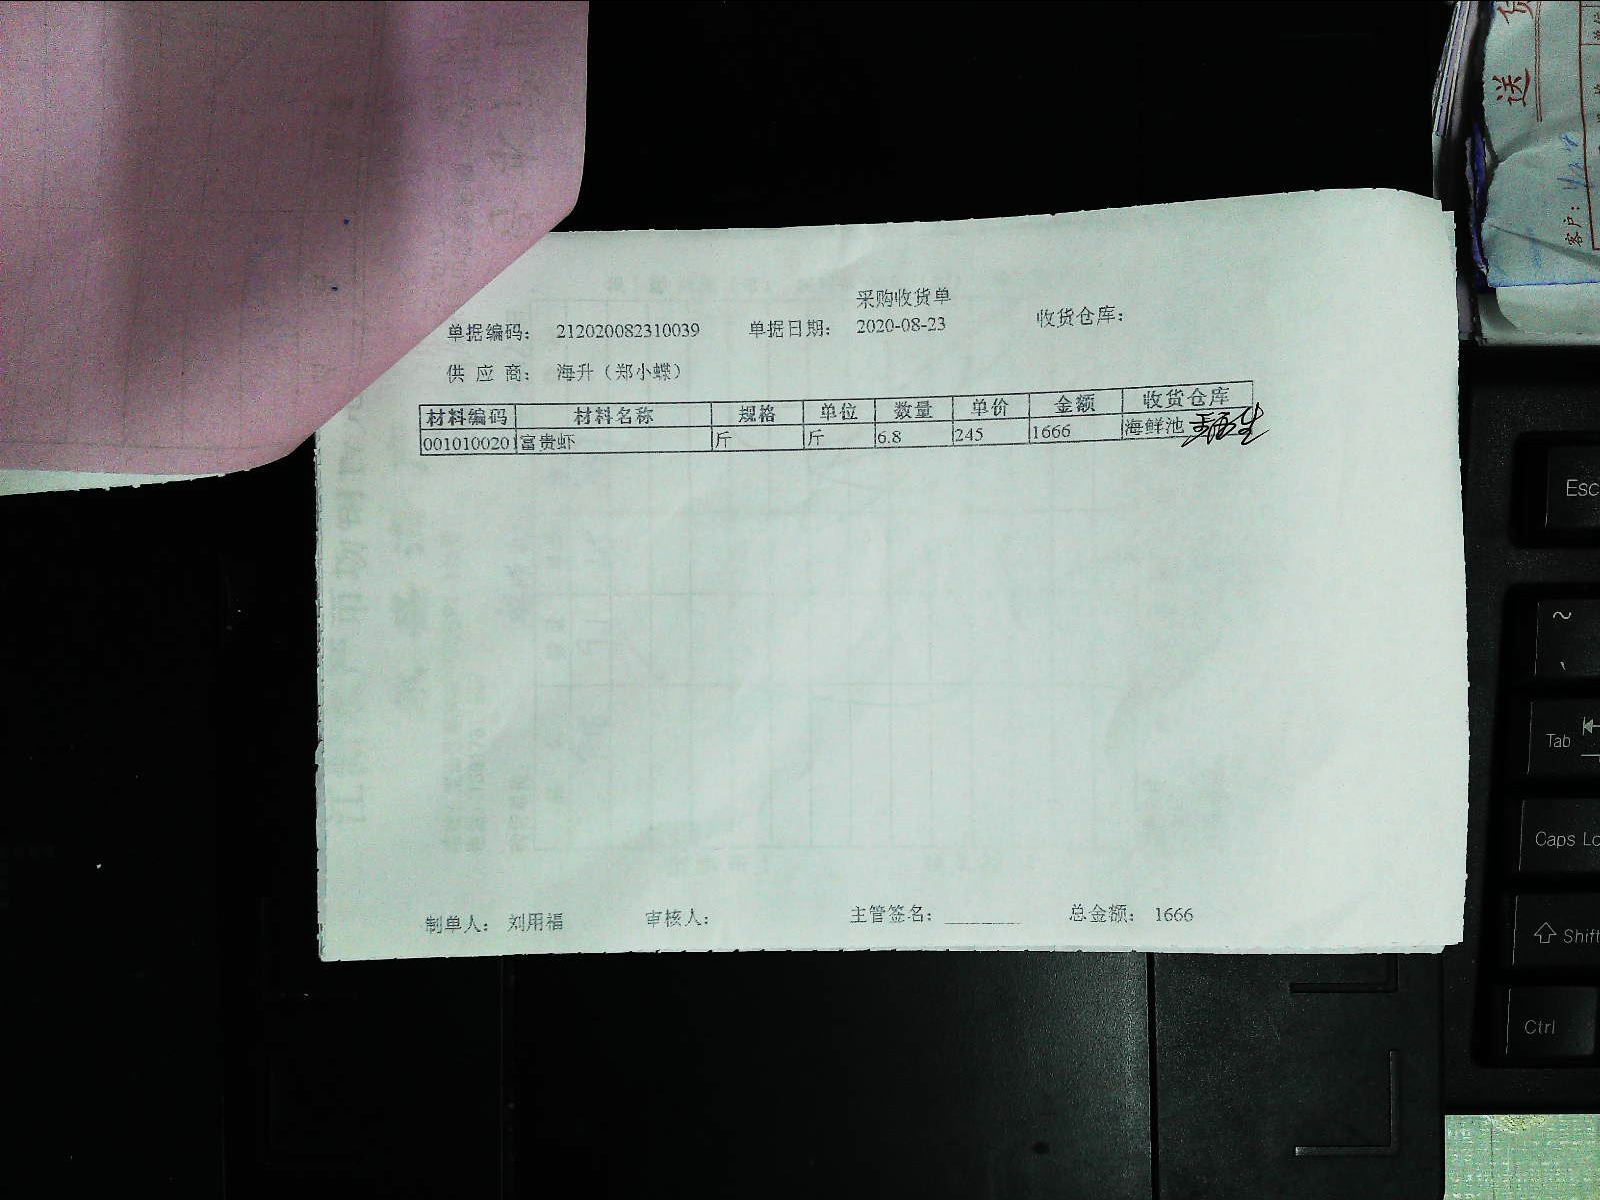 采购收货单
单据编码： 212020082310039 单据日期： 2020-08-23 收货仓库：
供 应 商： 海升（郑小蝶）
材料编码 材料名称 规格 单位 数量 单价 金额 收货仓库
001010020 富贵虾 斤 斤 6.8 245 1666 海鲜池
制单人： 刘用福 审核人： 主管签名： 总金额： 1666
送
客户：
Esc
~
Tab
Caps Lo
Shift
Ctrl